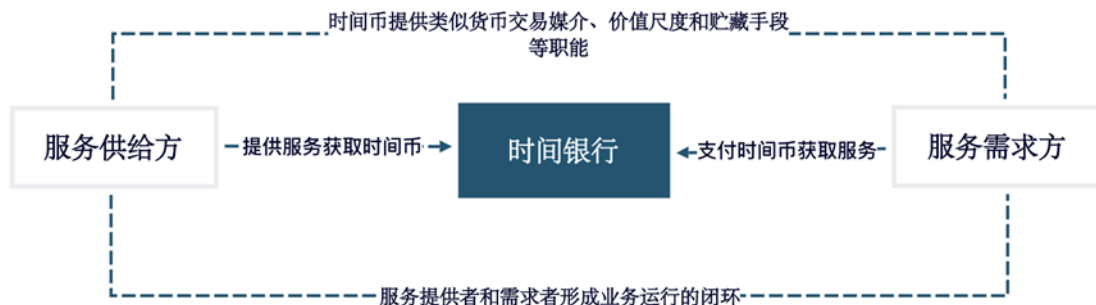 时间币提供类似货币交易媒介、价值尺度和贮藏手段
等职能
服务供给方
提供服务获取时间币
时间银行
支付时间币获取服务
服务需求方
服务提供者和需求者形成业务运行的闭环